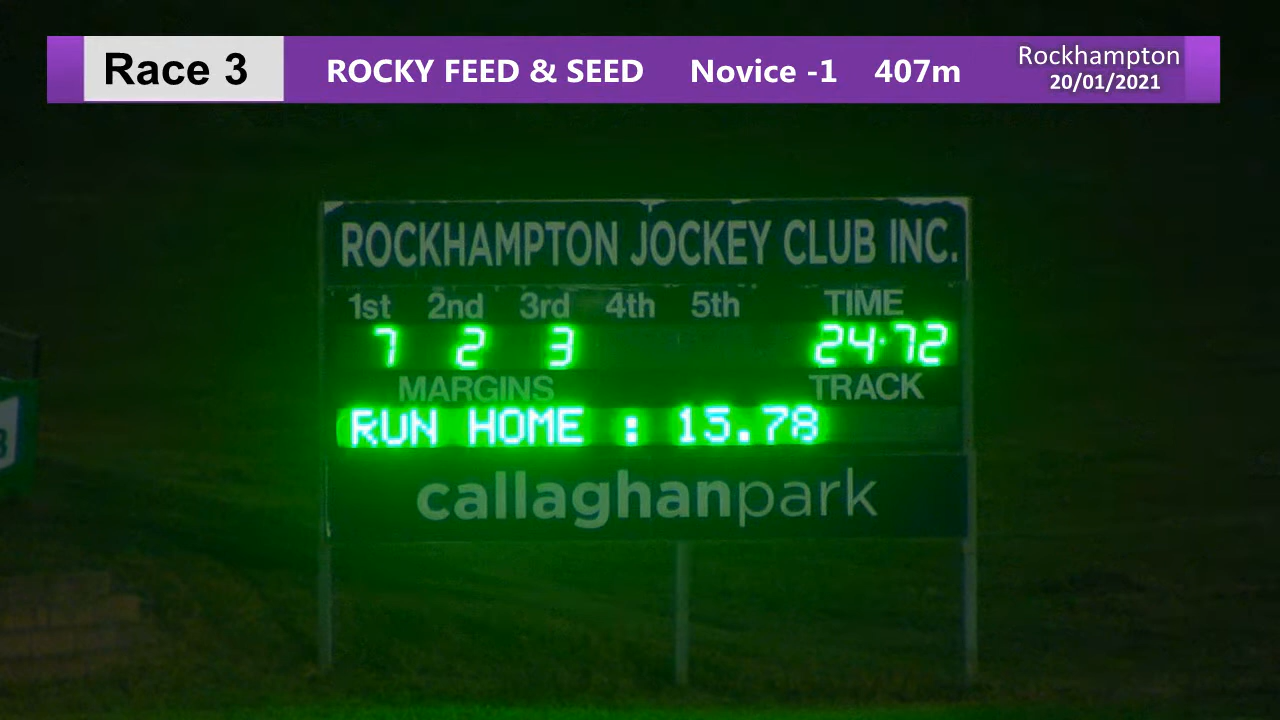 Race 3
ROCKY FEED & SEED Novice -1 407m
Rockhampton
20/01/2021
ROCKHAMPTON JOCKEY CLUB INC.
1st 2nd 3rd 4th 5th TIME
7 2 3 24.72
MARGINS TRACK
RUN HOME : 15.78
callaghanpark